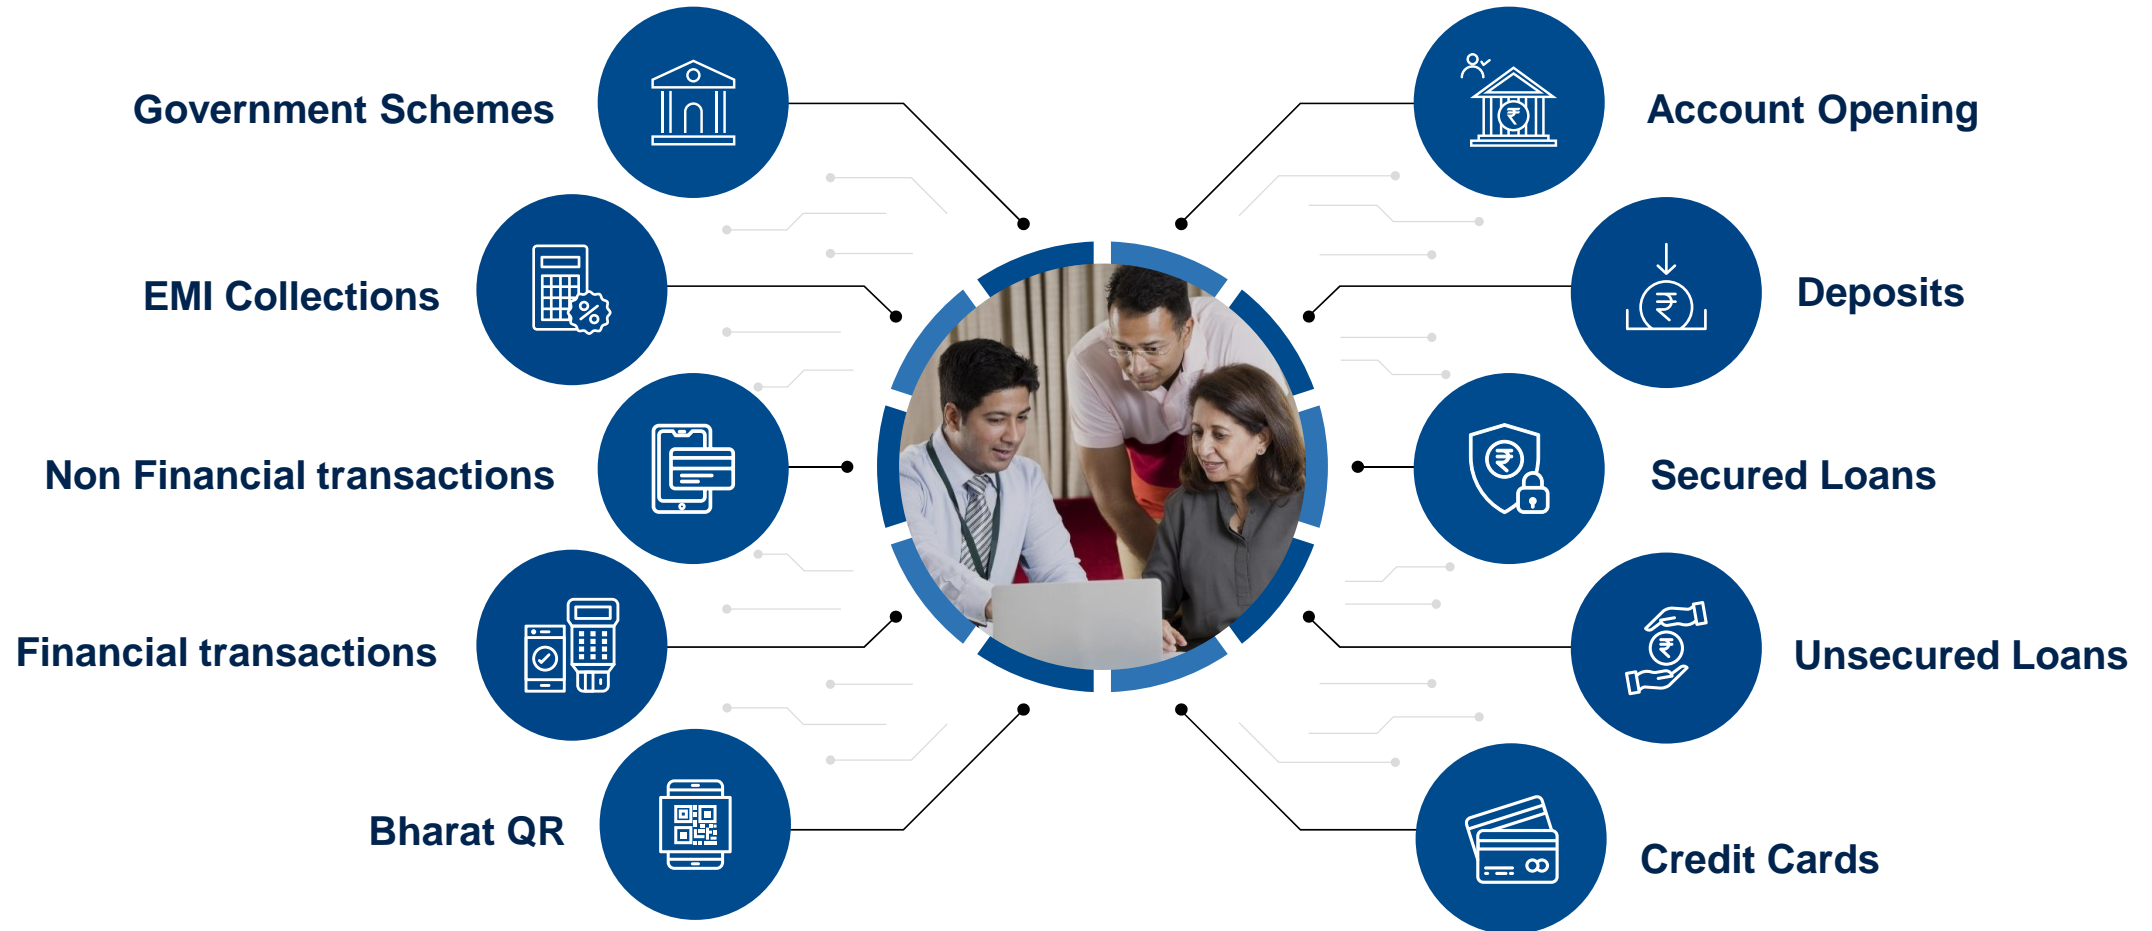 Government Schemes
Account Opening
EMI Collections
Deposits
Non Financial transactions
Secured Loans
Financial transactions
Unsecured Loans
Bharat QR
Credit Cards